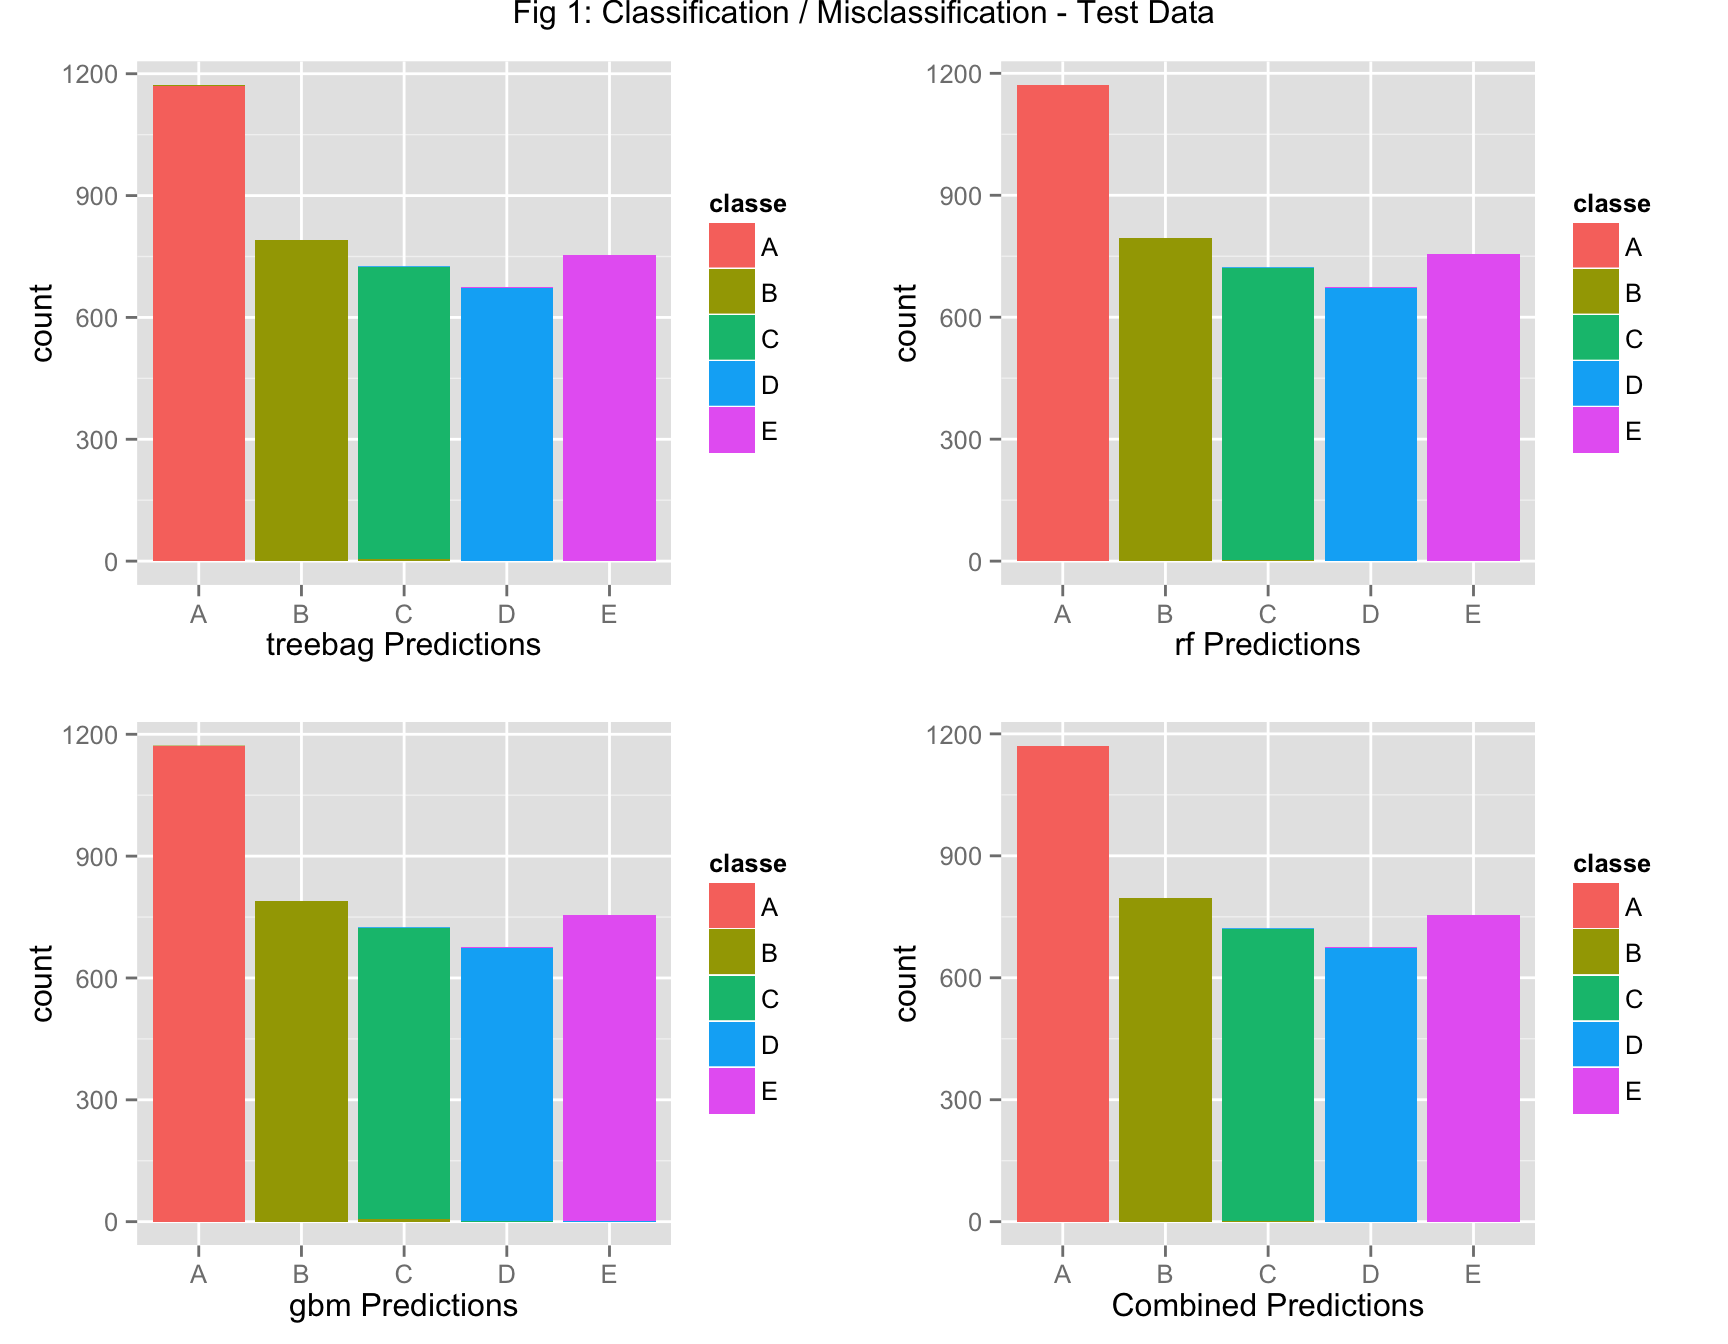 Fig 1: Classification / Misclassification - Test Data
1200
900
600
300
0
count
A B C D E
treebag Predictions
classe
A
B
C
D
E
1200
900
600
300
0
count
A B C D E
rf Predictions
classe
A
B
C
D
E
1200
900
600
300
0
count
A B C D E
gbm Predictions
classe
A
B
C
D
E
1200
900
600
300
0
count
A B C D E
Combined Predictions
classe
A
B
C
D
E